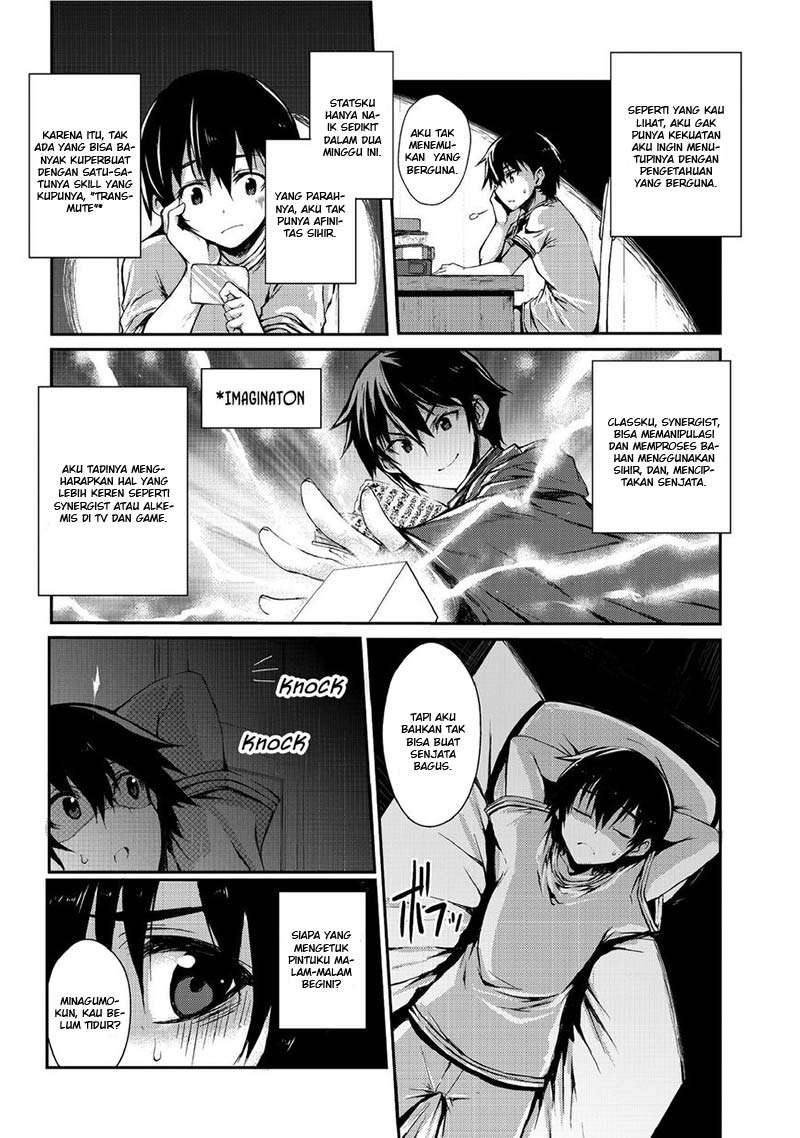 SEPERTI YANG KAU
LIHAT, AKU GAK
PUNYA KEKUATAN
AKU INGIN MENU-
TUPINYA DENGAN
PENGETAHUAN
YANG BERGUNA.
AKU TAK
MENEMU-
KAN YANG
BERGUNA.
STATSKU
HANYA NA-
IK SEDIKIT
DALAM DUA
MINGGU INI.
YANG PARAH-
NYA, AKU TAK
PUNYA AFINI-
TAS SIHIR.
KARENA ITU, TAK
ADA YANG BISA BA-
NYAK KUPERBUAT
DENGAN SATU-SA-
TUNYA SKILL YANG
KUPUNYA, "TRANS-
MUTE"*
CLASSKU, SYNERGIST,
BISA MEMANIPULASI
DAN MEMPROSES BA-
HAN MENGGUNAKAN
SIHIR, DAN, MENCIP-
TAKAN SENJATA.
*IMAGINATON
AKU TADINYA MENG-
HARAPKAN HAL YANG
LEBIH KEREN SEPERTI
SYNERGIST ATAU ALKE-
MIS DI TV DAN GAME.
TAPI AKU
BAHKAN TAK
BISA BUAT
SENJATA
BAGUS.
ボフッ
KNOCK
KNOCK
SIAPA YANG
MENGETUK
PINTUKU MA-
LAM-MALAM
BEGINI?
MINAGUMO-
KUN, KAU BE-
LUM TIDUR?